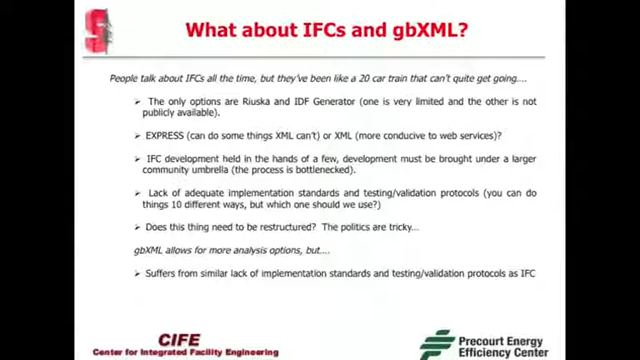 What about IFCs and gbXML?
People talk about IFCs all the time, but they've been like a 20 car train that can't quite get going....
The only options are Riuska and IDF Generator (one is very limited and the other is not
publicly available).
EXPRESS (can do some things XML can't) or XML (more conducive to web services)?
IFC development held in the hands of a few, development must be brought under a larger
community umbrella (the process is bottlenecked).
Lack of adequate implementation standards and testing/validation protocols (you can do
things 10 different ways, but which one should we use?)
Does this thing need to be restructured? The politics are tricky...
gbXML allows for more analysis options, but....
Suffers from similar lack of implementation standards and testing/validation protocols as IFC
CIFE
Center for Integrated Facility Engineering
Precourt Energy
Efficiency Center